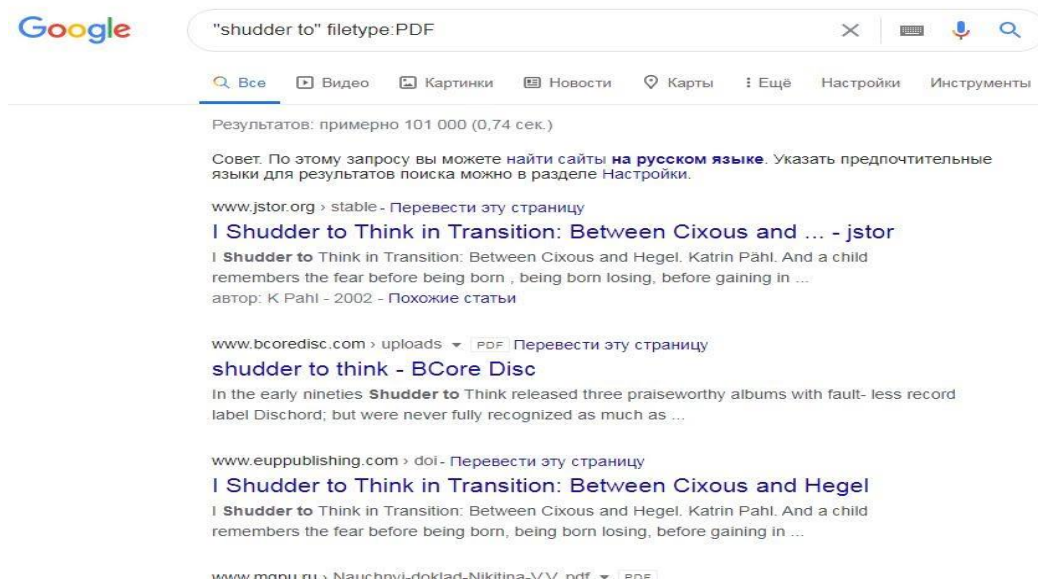 Google "shudder to" filetype:PDF
Все Видео Картинки Новости Карты Ещё Настройки Инструменты
Результатов: примерно 101 000 (0,74 сек.)
Совет. По этому запросу вы можете найти сайты на русском языке. Указать предпочтительные
языки для результатов поиска можно в разделе Настройки.
www.jstor.org › stable - Перевести эту страницу
I Shudder to Think in Transition: Between Cixous and ... - jstor
I Shudder to Think in Transition: Between Cixous and Hegel. Katrin Pähl. And a child
remembers the fear before being born , being born losing, before gaining in ...
автор: K Pahl - 2002 - Похожие статьи
www.bcoredisc.com › uploads PDF Перевести эту страницу
shudder to think - BCore Disc
In the early nineties Shudder to Think released three praiseworthy albums with fault- less record
label Dischord; but were never fully recognized as much as ...
www.euppublishing.com › doi - Перевести эту страницу
I Shudder to Think in Transition: Between Cixous and Hegel
I Shudder to Think in Transition: Between Cixous and Hegel. Katrin Pahl. And a child
remembers the fear before being born, being born losing, before gaining in ...
www.mgpu.ru › Nauchnyi-doklad-Nikitina-V.V..pdf PDF